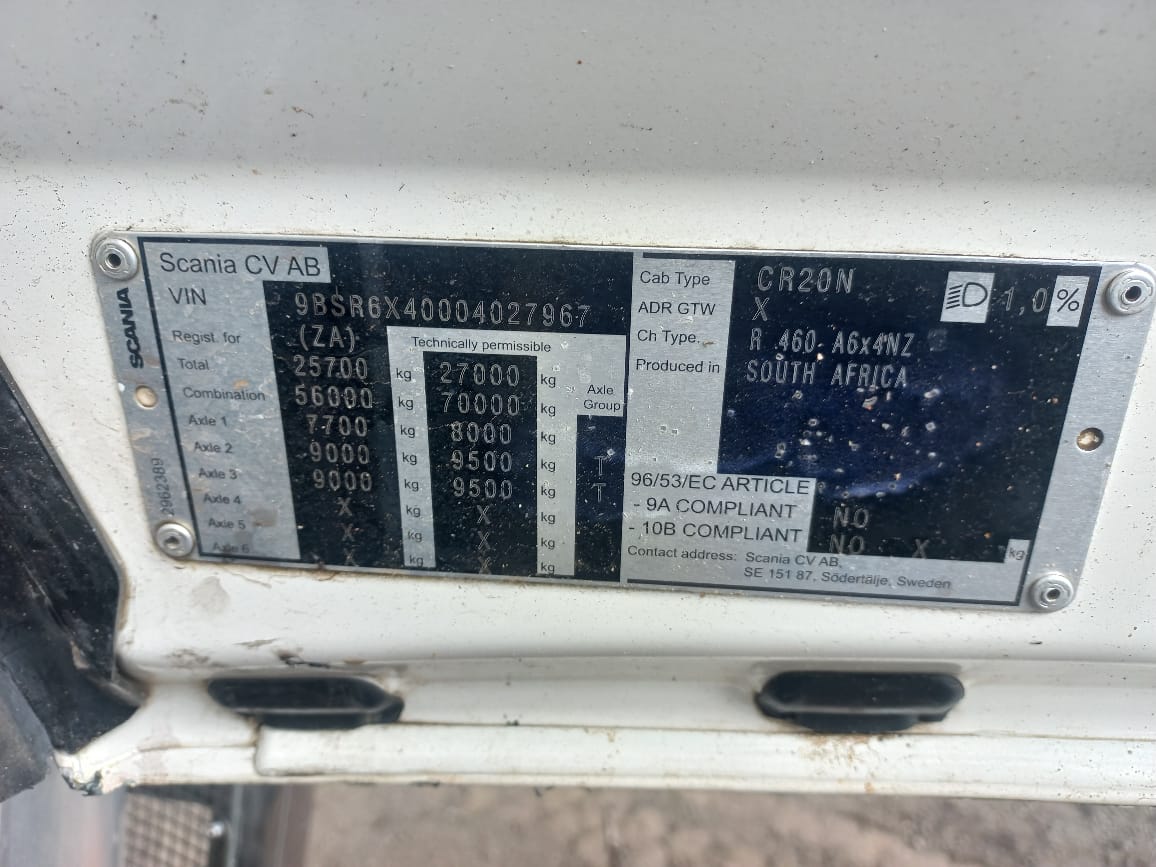 Scania CV AB
SCANIA
2962389
VIN 9BSR6X40004027967
Regist. for (ZA)
Technically permissible
Total 25700 kg 27000 kg
Axle Group
Combination 56000 kg 70000 kg
Axle 1 7700 kg 8000 kg
Axle 2 9000 kg 9500 kg T
Axle 3 9000 kg 9500 kg T
Axle 4 X kg X kg
Axle 5 X kg X kg
Axle 6 X kg X kg
Cab Type CR20N
1,0 %
ADR GTW X
Ch Type. R 460 A6x4NZ
Produced in SOUTH AFRICA
96/53/EC ARTICLE
- 9A COMPLIANT NO
- 10B COMPLIANT NO X kg
Contact address: Scania CV AB,
SE 151 87, Södertälje, Sweden